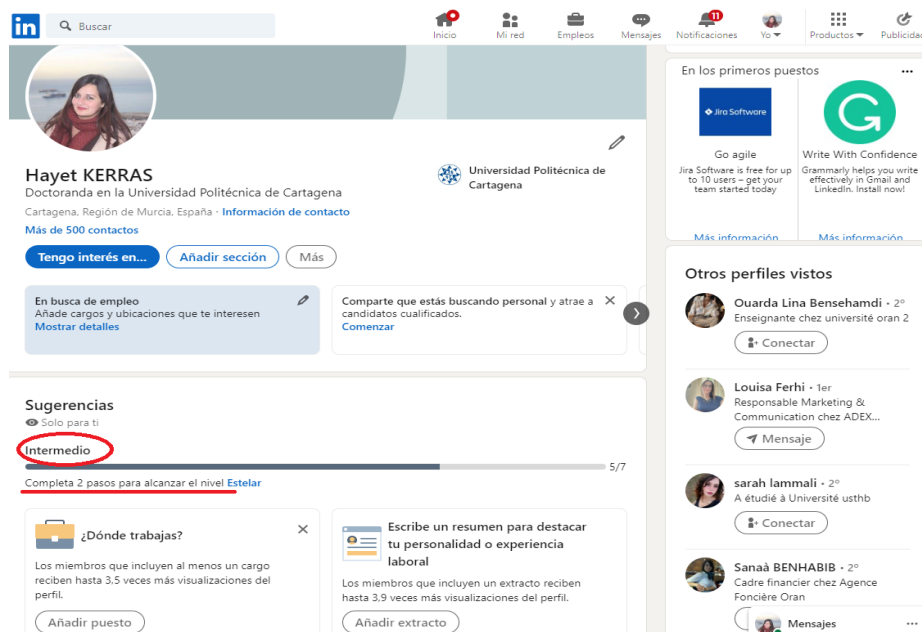 in
Buscar
Inicio
Mi red
Empleos
Mensajes
11
Notificaciones
Yo
Productos
Publicidad
Hayet KERRAS
Doctoranda en la Universidad Politécnica de Cartagena
Cartagena, Región de Murcia, España · Información de contacto
Más de 500 contactos
Universidad Politécnica de
Cartagena
Tengo interés en...
Añadir sección
Más
En busca de empleo
Añade cargos y ubicaciones que te interesen
Mostrar detalles
Comparte que estás buscando personal y atrae a
candidatos cualificados.
Comenzar
Sugerencias
Solo para ti
Intermedio
5/7
Completa 2 pasos para alcanzar el nivel Estelar
¿Dónde trabajas?
Los miembros que incluyen al menos un cargo
reciben hasta 3,5 veces más visualizaciones del
perfil.
Añadir puesto
Escribe un resumen para destacar
tu personalidad o experiencia
laboral
Los miembros que incluyen un extracto reciben
hasta 3,9 veces más visualizaciones del perfil.
Añadir extracto
En los primeros puestos
Jira Software
Go agile
Jira Software is free for up
to 10 users – get your
team started today
Más información
G
Write With Confidence
Grammarly helps you write
effectively in Gmail and
LinkedIn. Install now!
Más información
Otros perfiles vistos
Ouarda Lina Bensehamdi · 2º
Enseignante chez université oran 2
Conectar
Louisa Ferhi · 1er
Responsable Marketing &
Communication chez ADEX...
Mensaje
sarah lammali · 2º
A étudié à Université usthb
Conectar
Sanaà BENHABIB · 2º
Cadre financier chez Agence
Foncière Oran
Mensajes